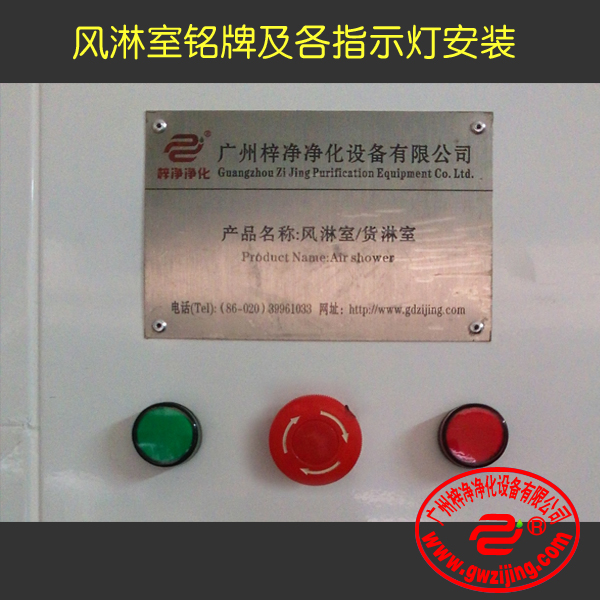 风淋室铭牌及各指示灯安装
梓净净化
广州梓净净化设备有限公司
Guangzhou Zi Jing Purification Equipment Co. Ltd.
产品名称:风淋室/货淋室
Product Name:Air shower
电话(Tel):(86-020)39961033 网址: http://www.gdzijing.com
广州梓净净化设备有限公司
®
www.gwzijing.com